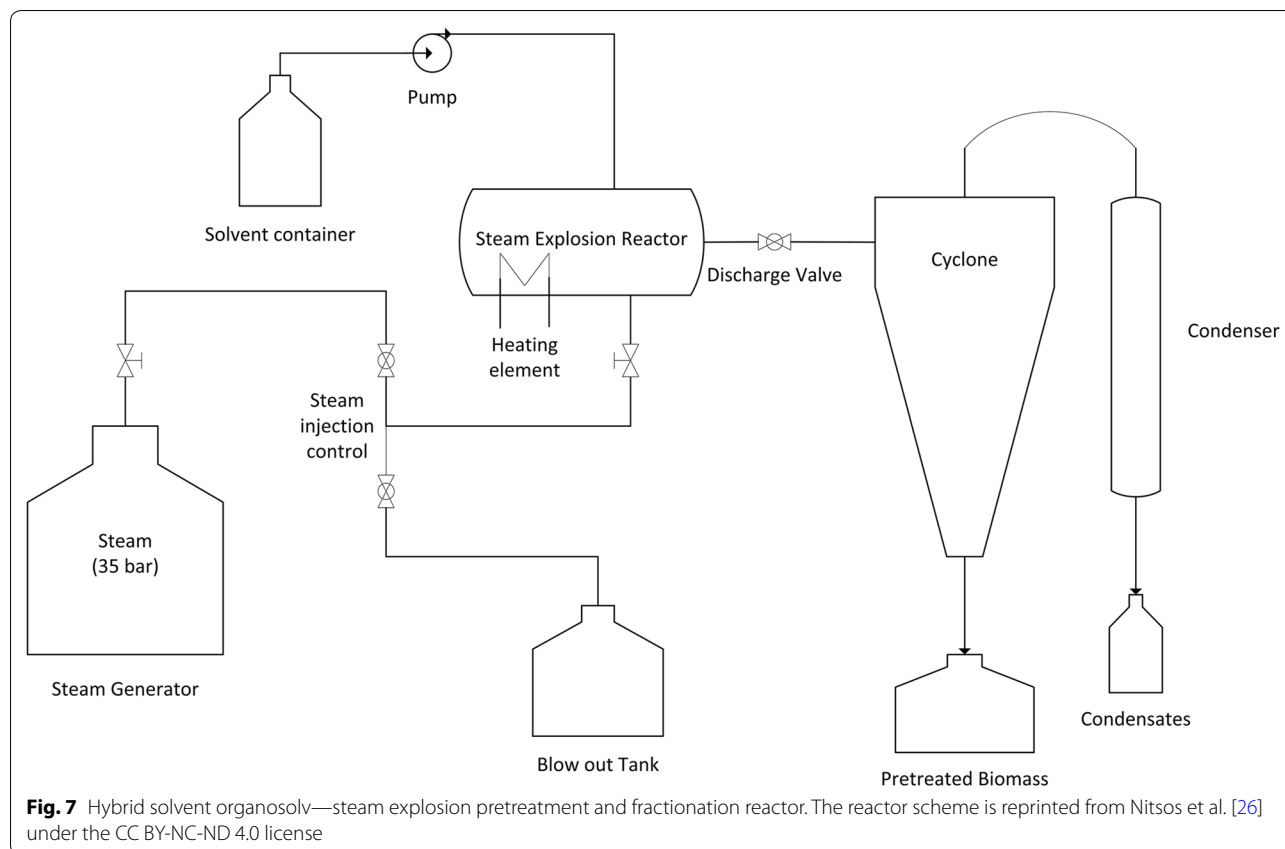 Pump
Solvent container
Steam Explosion Reactor
Discharge Valve
Cyclone
Condenser
Heating
element
Steam
injection
control
Steam
(35 bar)
Steam Generator
Blow out Tank
Pretreated Biomass
Condensates
Fig. 7 Hybrid solvent organosolv—steam explosion pretreatment and fractionation reactor. The reactor scheme is reprinted from Nitsos et al. [26]
under the CC BY-NC-ND 4.0 license